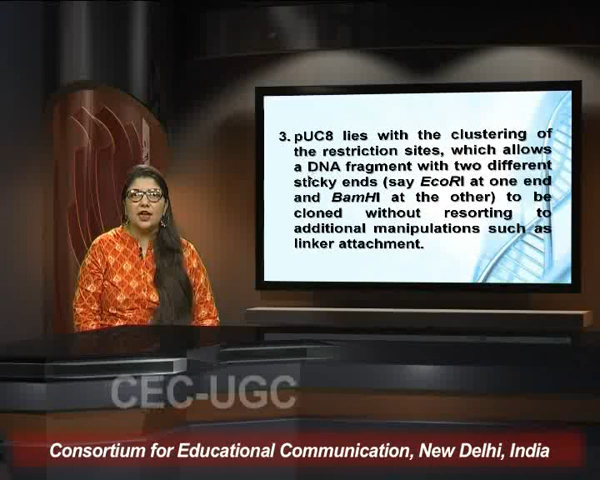 3. pUC8 lies with the clustering of
the restriction sites, which allows
a DNA fragment with two different
sticky ends (say EcoRI at one end
and BamHI at the other) to be
cloned without resorting to
additional manipulations such as
linker attachment.
CEC-UGC
Consortium for Educational Communication, New Delhi, India